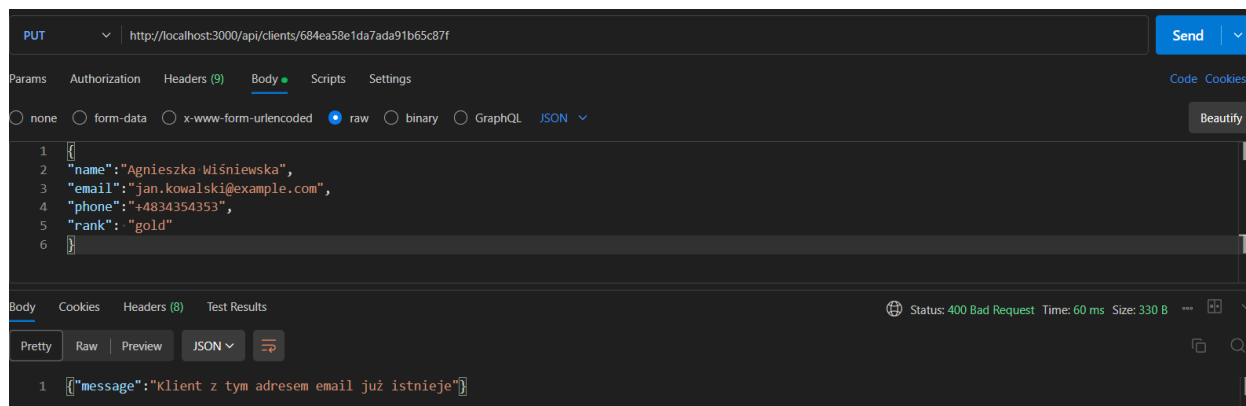 PUT http://localhost:3000/api/clients/684ea58e1da7ada91b65c87f Send
Params Authorization Headers (9) Body Scripts Settings Code Cookies
none form-data x-www-form-urlencoded raw binary GraphQL JSON Beautify
1 {
2 "name":"Agnieszka Wiśniewska",
3 "email":"jan.kowalski@example.com",
4 "phone":"+4834354353",
5 "rank": "gold"
6 }
Body Cookies Headers (8) Test Results Status: 400 Bad Request Time: 60 ms Size: 330 B
Pretty Raw Preview JSON
1 {"message":"Klient z tym adresem email już istnieje"}